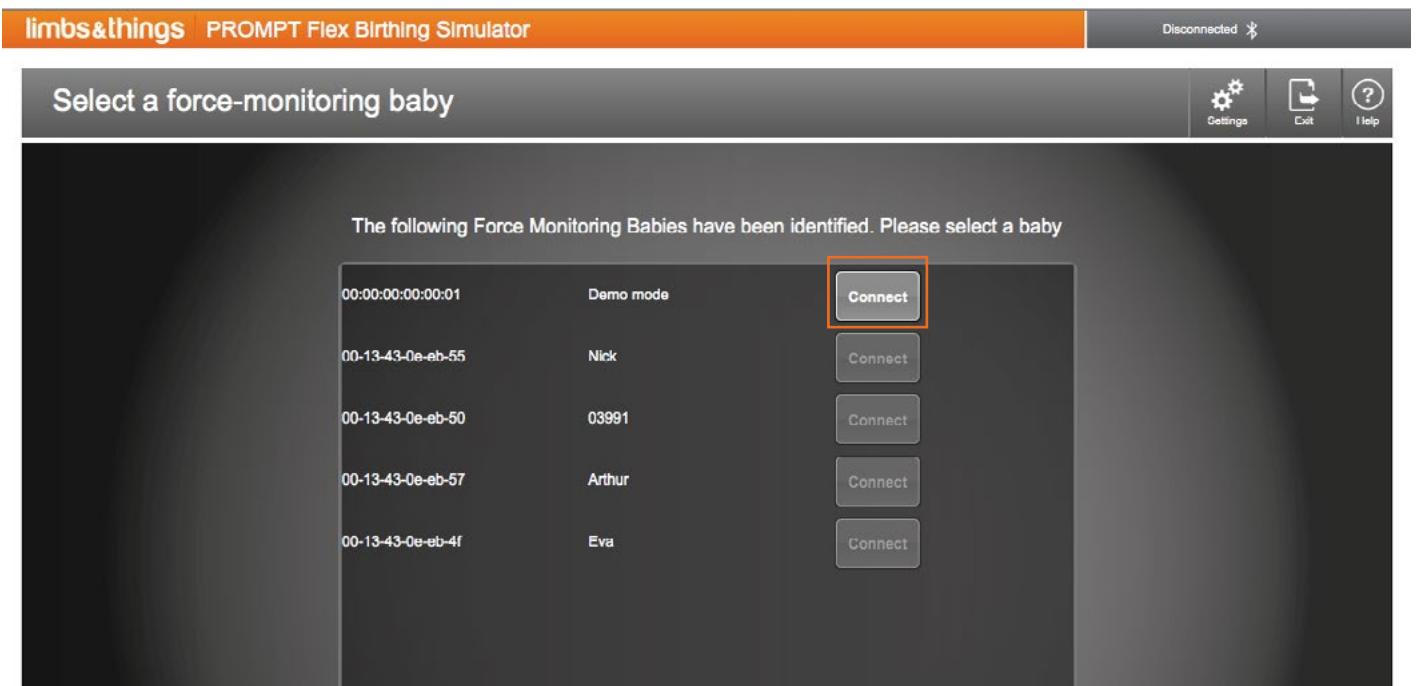 limbs&things PROMPT Flex Birthing Simulator
Disconnected
Select a force-monitoring baby
Settings
Exit
Help
The following Force Monitoring Babies have been identified. Please select a baby
00:00:00:00:00:01 Demo mode Connect
00-13-43-0e-eb-55 Nick Connect
00-13-43-0e-eb-50 03991 Connect
00-13-43-0e-eb-57 Arthur Connect
00-13-43-0e-eb-4f Eva Connect